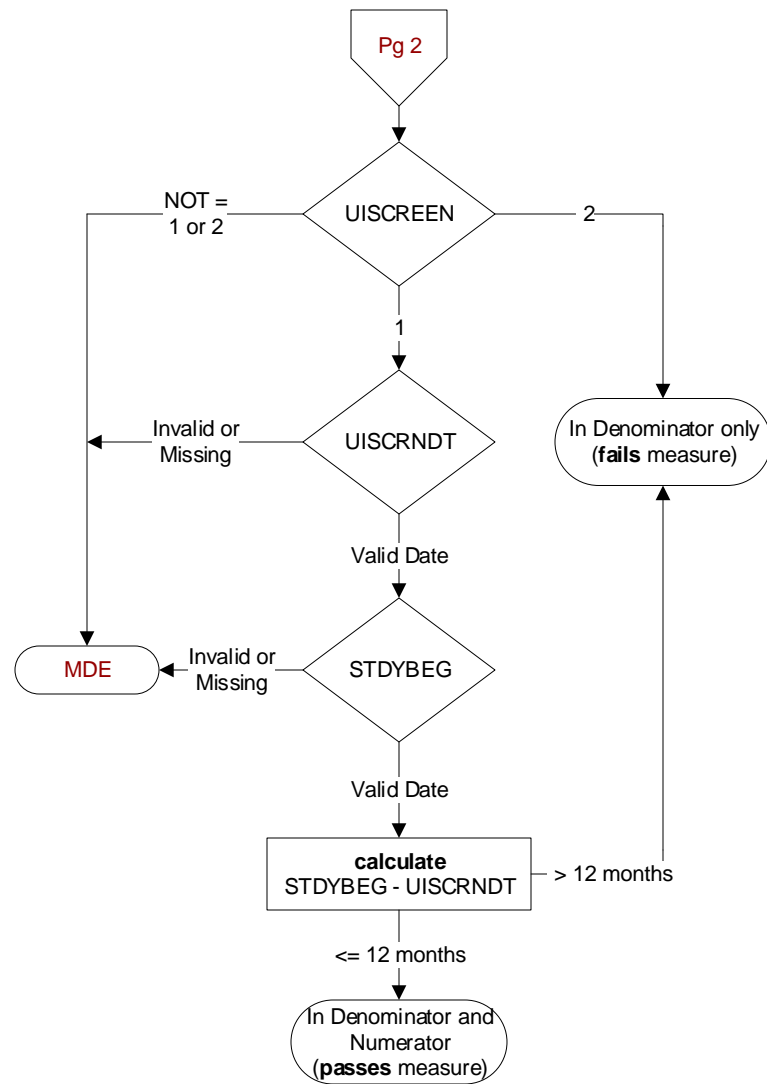 Pg 2
NOT =
1 or 2
UISCREEN
2
1
Invalid or
Missing
UISCRNDT
In Denominator only
(fails measure)
Valid Date
MDE
Invalid or
Missing
STDYBEG
Valid Date
calculate
STDYBEG - UISCRNDT
> 12 months
<= 12 months
In Denominator and
Numerator
(passes measure)